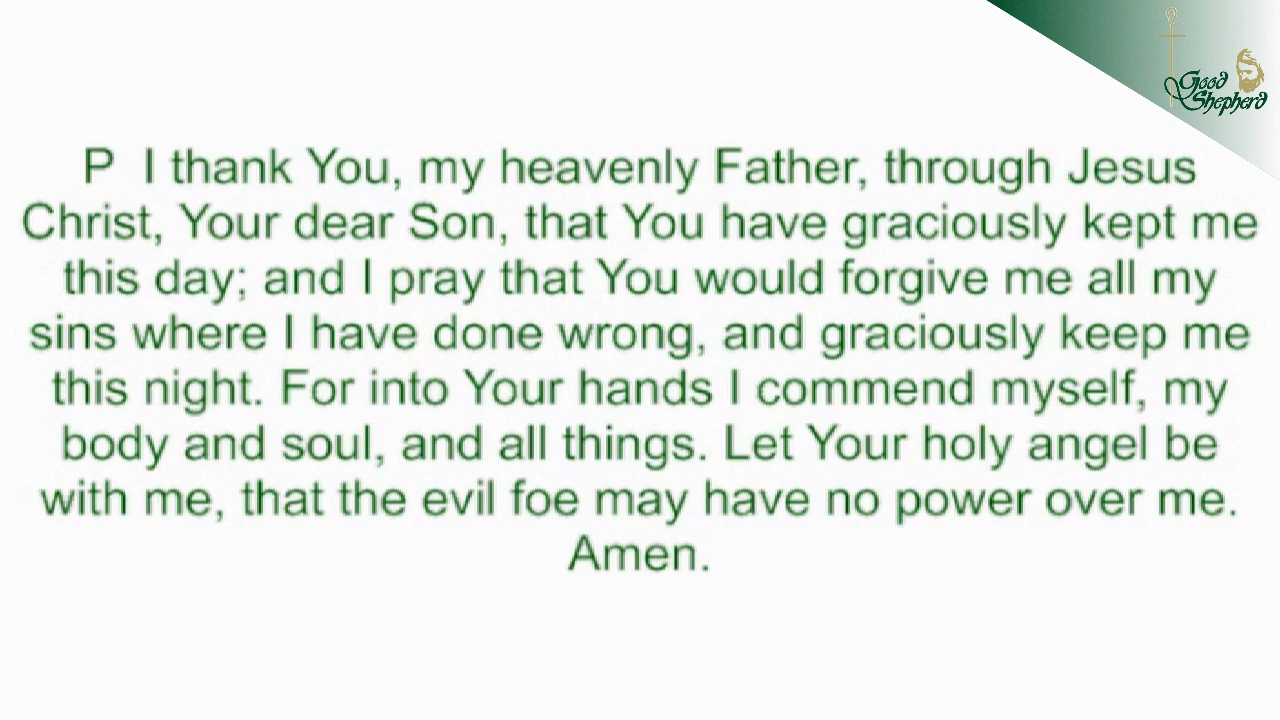 Good
Shepherd
P I thank You, my heavenly Father, through Jesus
Christ, Your dear Son, that You have graciously kept me
this day; and I pray that You would forgive me all my
sins where I have done wrong, and graciously keep me
this night. For into Your hands I commend myself, my
body and soul, and all things. Let Your holy angel be
with me, that the evil foe may have no power over me.
Amen.